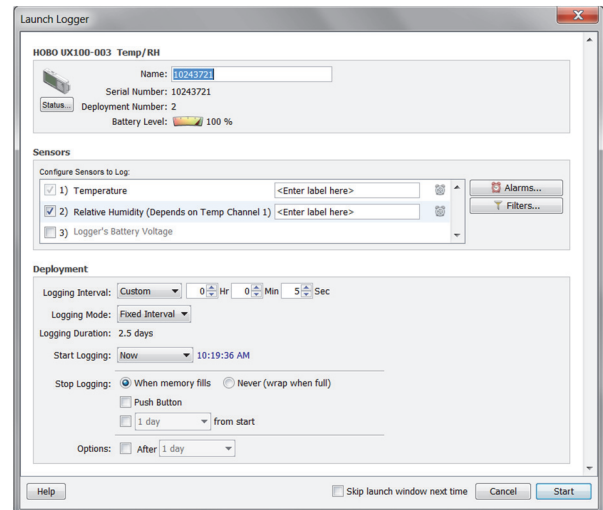 Launch Logger
HOBO UX100-003 Temp/RH
Name: 10243721
Serial Number: 10243721
Status... Deployment Number: 2
Battery Level: 100 %
Sensors
Configure Sensors to Log:
1) Temperature <Enter label here>
Alarms...
2) Relative Humidity (Depends on Temp Channel 1) <Enter label here>
Filters...
3) Logger's Battery Voltage
Deployment
Logging Interval: Custom 0 Hr 0 Min 5 Sec
Logging Mode: Fixed Interval
Logging Duration: 2.5 days
Start Logging: Now 10:19:36 AM
Stop Logging: When memory fills Never (wrap when full)
Push Button
1 day from start
Options: After 1 day
Help Skip launch window next time Cancel Start